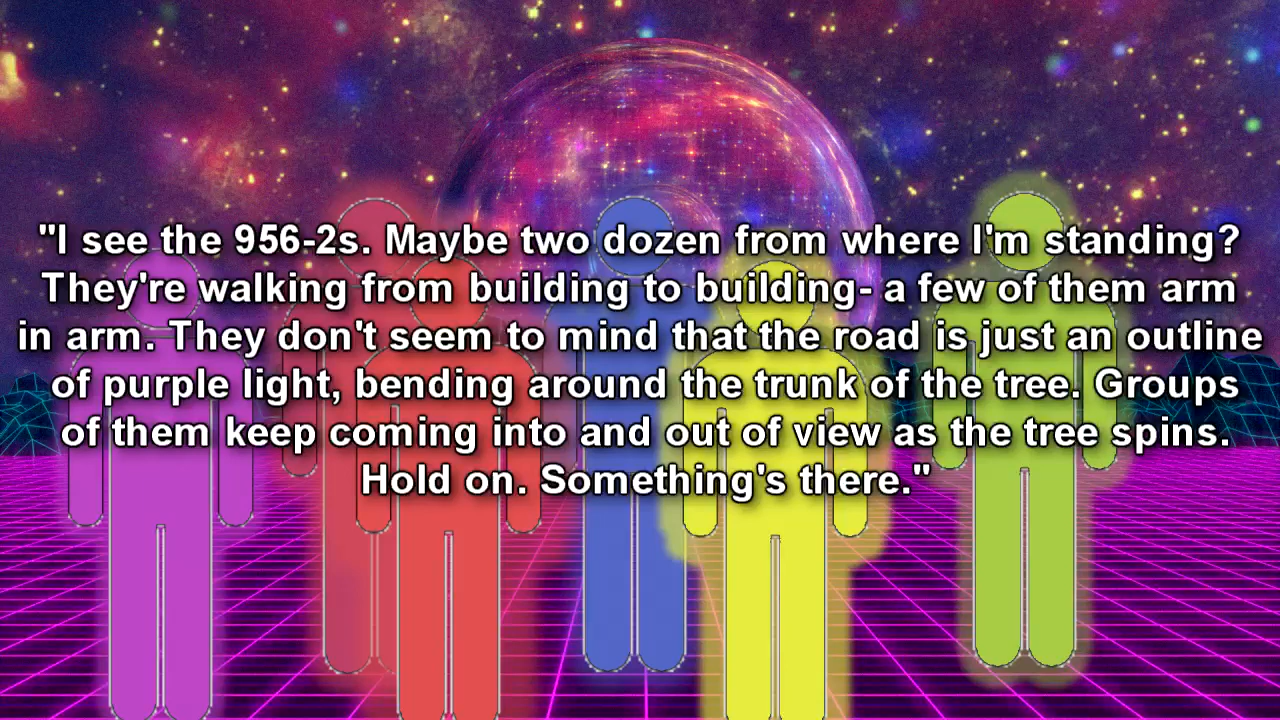 "I see the 956-2s. Maybe two dozen from where I'm standing?
They're walking from building to building- a few of them arm
in arm. They don't seem to mind that the road is just an outline
of purple light, bending around the trunk of the tree. Groups
of them keep coming into and out of view as the tree spins.
Hold on. Something's there."